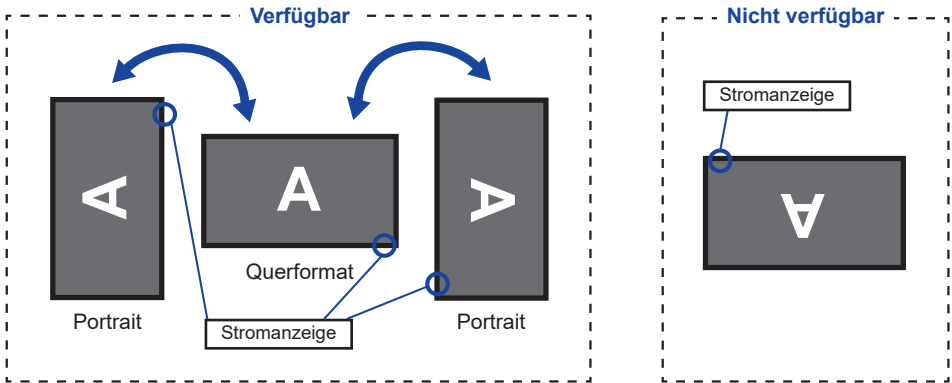 Verfügbar
A
A
A
Querformat
Portrait
Stromanzeige
Portrait
Nicht verfügbar
Stromanzeige
A